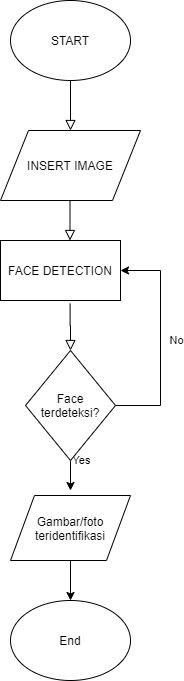 START
INSERT IMAGE
FACE DETECTION
No
Face
terdeteksi?
Yes
Gambar/foto
teridentifikasi
End